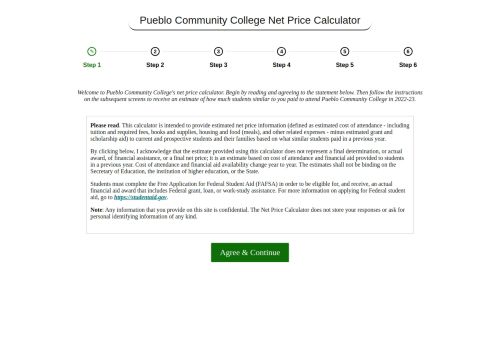 Pueblo Community College Net Price Calculator
2 3 4 5 6
Step 1 Step 2 Step 3 Step 4 Step 5 Step 6
Welcome to Pueblo Community College's net price calculator. Begin by reading and agreeing to the statement below. Then follow the instructions
on the subsequent screens to receive an estimate of how much students similar to you paid to attend Pueblo Community College in 2022-23.
Please read. This calculator is intended to provide estimated net price information (defined as estimated cost of attendance - including
tuition and required fees, books and supplies, housing and food (meals), and other related expenses - minus estimated grant and
scholarship aid) to current and prospective students and their families based on what similar students paid in a previous year.
By clicking below, I acknowledge that the estimate provided using this calculator does not represent a final determination, or actual
award, of financial assistance, or a final net price; it is an estimate based on cost of attendance and financial aid provided to students
in a previous year. Cost of attendance and financial aid availability change year to year. The estimates shall not be binding on the
Secretary of Education, the institution of higher education, or the State.
Students must complete the Free Application for Federal Student Aid (FAFSA) in order to be eligible for, and receive, an actual
financial aid award that includes Federal grant, loan, or work-study assistance. For more information on applying for Federal student
aid, go to https://studentaid.gov.
Note: Any information that you provide on this site is confidential. The Net Price Calculator does not store your responses or ask for
personal identifying information of any kind.
Agree & Continue